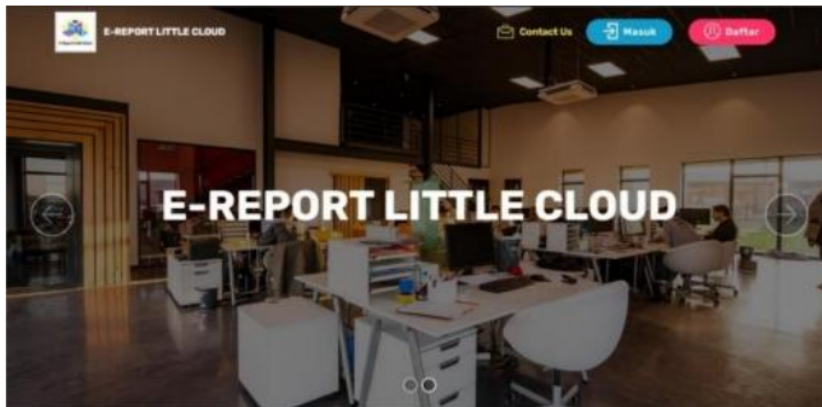 E-REPORT LITTLE CLOUD
Contact Us
Masuk
Daftar
E-REPORT LITTLE CLOUD